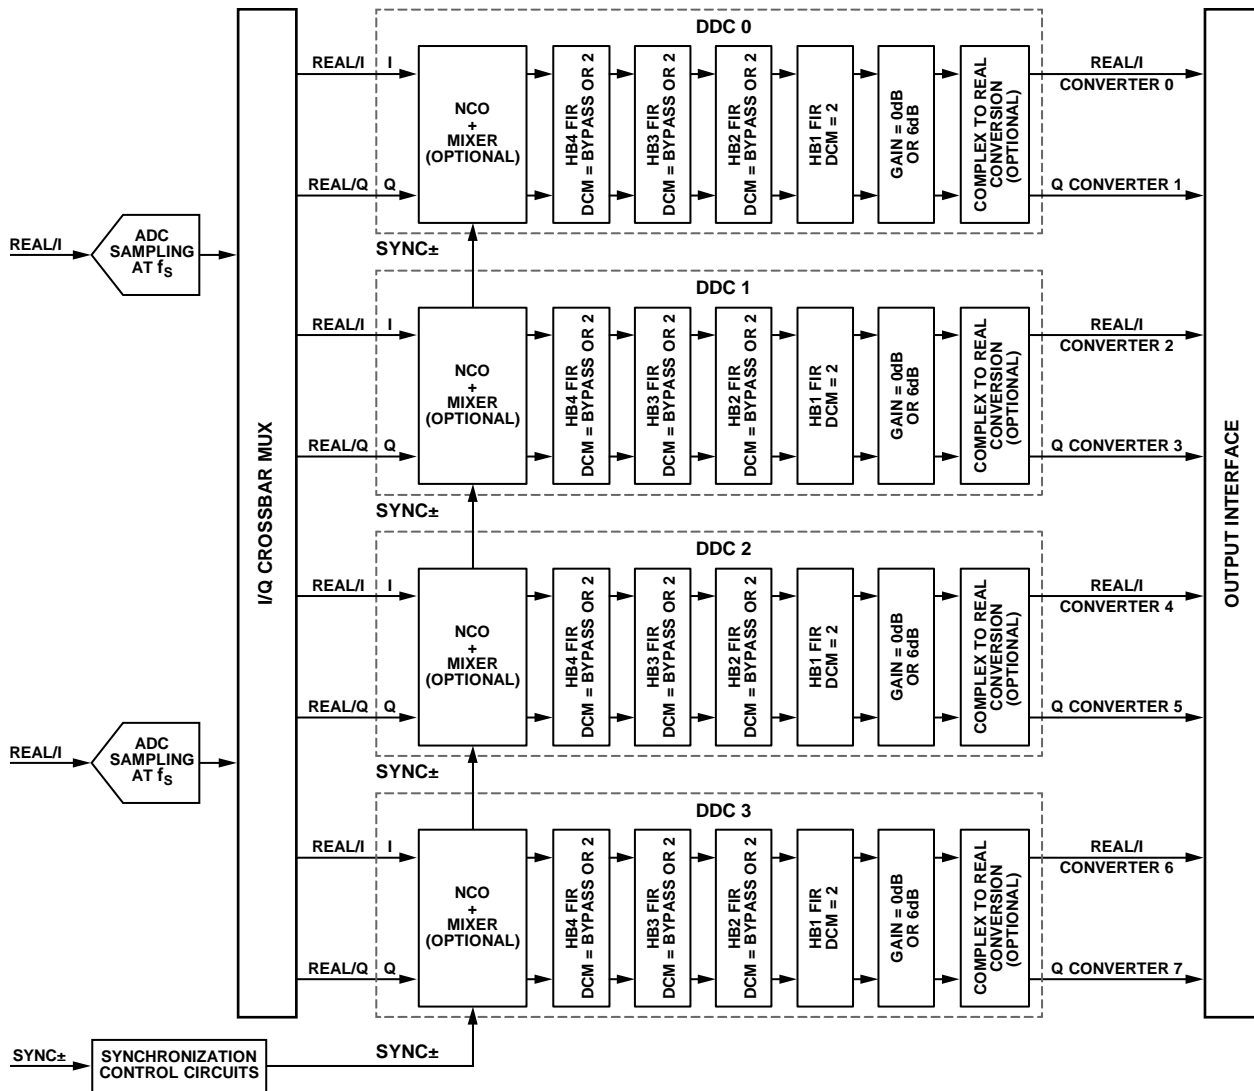 DDC 0
REAL/I I
NCO
+
MIXER
(OPTIONAL)
HB4 FIR
DCM = BYPASS OR 2
HB3 FIR
DCM = BYPASS OR 2
HB2 FIR
DCM = BYPASS OR 2
HB1 FIR
DCM = 2
GAIN = 0dB
OR 6dB
COMPLEX TO REAL
CONVERSION
(OPTIONAL)
REAL/I
CONVERTER 0
REAL/Q Q
Q CONVERTER 1
SYNC±
REAL/I
ADC
SAMPLING
AT fS
I/Q CROSSBAR MUX
OUTPUT INTERFACE
DDC 1
REAL/I I
NCO
+
MIXER
(OPTIONAL)
HB4 FIR
DCM = BYPASS OR 2
HB3 FIR
DCM = BYPASS OR 2
HB2 FIR
DCM = BYPASS OR 2
HB1 FIR
DCM = 2
GAIN = 0dB
OR 6dB
COMPLEX TO REAL
CONVERSION
(OPTIONAL)
REAL/I
CONVERTER 2
REAL/Q Q
Q CONVERTER 3
SYNC±
DDC 2
REAL/I I
NCO
+
MIXER
(OPTIONAL)
HB4 FIR
DCM = BYPASS OR 2
HB3 FIR
DCM = BYPASS OR 2
HB2 FIR
DCM = BYPASS OR 2
HB1 FIR
DCM = 2
GAIN = 0dB
OR 6dB
COMPLEX TO REAL
CONVERSION
(OPTIONAL)
REAL/I
CONVERTER 4
REAL/Q Q
Q CONVERTER 5
SYNC±
REAL/I
ADC
SAMPLING
AT fS
DDC 3
REAL/I I
NCO
+
MIXER
(OPTIONAL)
HB4 FIR
DCM = BYPASS OR 2
HB3 FIR
DCM = BYPASS OR 2
HB2 FIR
DCM = BYPASS OR 2
HB1 FIR
DCM = 2
GAIN = 0dB
OR 6dB
COMPLEX TO REAL
CONVERSION
(OPTIONAL)
REAL/I
CONVERTER 6
REAL/Q Q
Q CONVERTER 7
SYNC±
SYNCHRONIZATION
CONTROL CIRCUITS
SYNC±